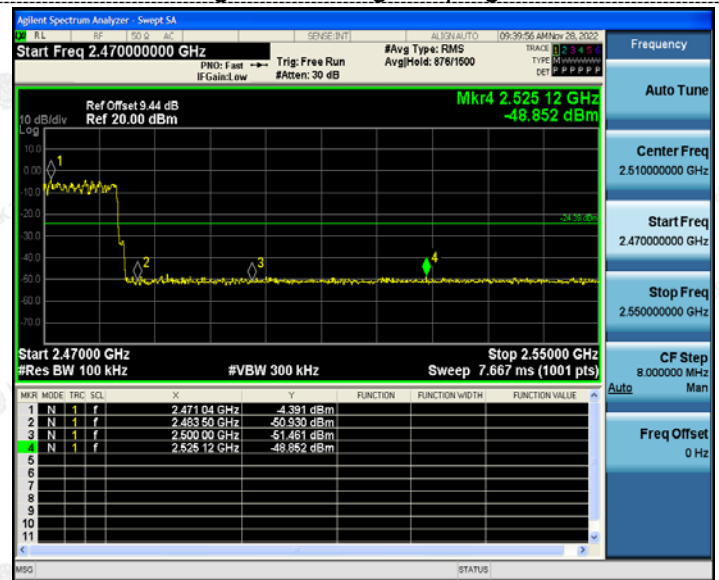 Agilent Spectrum Analyzer - Swept SA
RL RF 50 Ω AC SENSE:INT ALIGN AUTO 09:39:56 AM Nov 28, 2022
Start Freq 2.470000000 GHz
PNO: Fast
IFGain:Low
Trig: Free Run
#Atten: 30 dB
#Avg Type: RMS
Avg|Hold: 876/1500
TRACE 1 2 3 4 5 6
TYPE M W W W W W
DET P P P P P P
Ref Offset 9.44 dB
10 dB/div Ref 20.00 dBm
Log
Mkr4 2.525 12 GHz
-48.852 dBm
10.0
0.00
-10.0
-20.0
-30.0
-40.0
-50.0
-60.0
-70.0
1
2
3
4
-24.39 dBm
Start 2.47000 GHz Stop 2.55000 GHz
#Res BW 100 kHz #VBW 300 kHz Sweep 7.667 ms (1001 pts)
MKR MODE TRC SCL X Y FUNCTION FUNCTION WIDTH FUNCTION VALUE
1 N 1 f 2.471 04 GHz -4.391 dBm
2 N 1 f 2.483 50 GHz -50.930 dBm
3 N 1 f 2.500 00 GHz -51.461 dBm
4 N 1 f 2.525 12 GHz -48.852 dBm
5
6
7
8
9
10
11
MSG STATUS
Frequency
Auto Tune
Center Freq
2.510000000 GHz
Start Freq
2.470000000 GHz
Stop Freq
2.550000000 GHz
CF Step
8.000000 MHz
Auto Man
Freq Offset
0 Hz